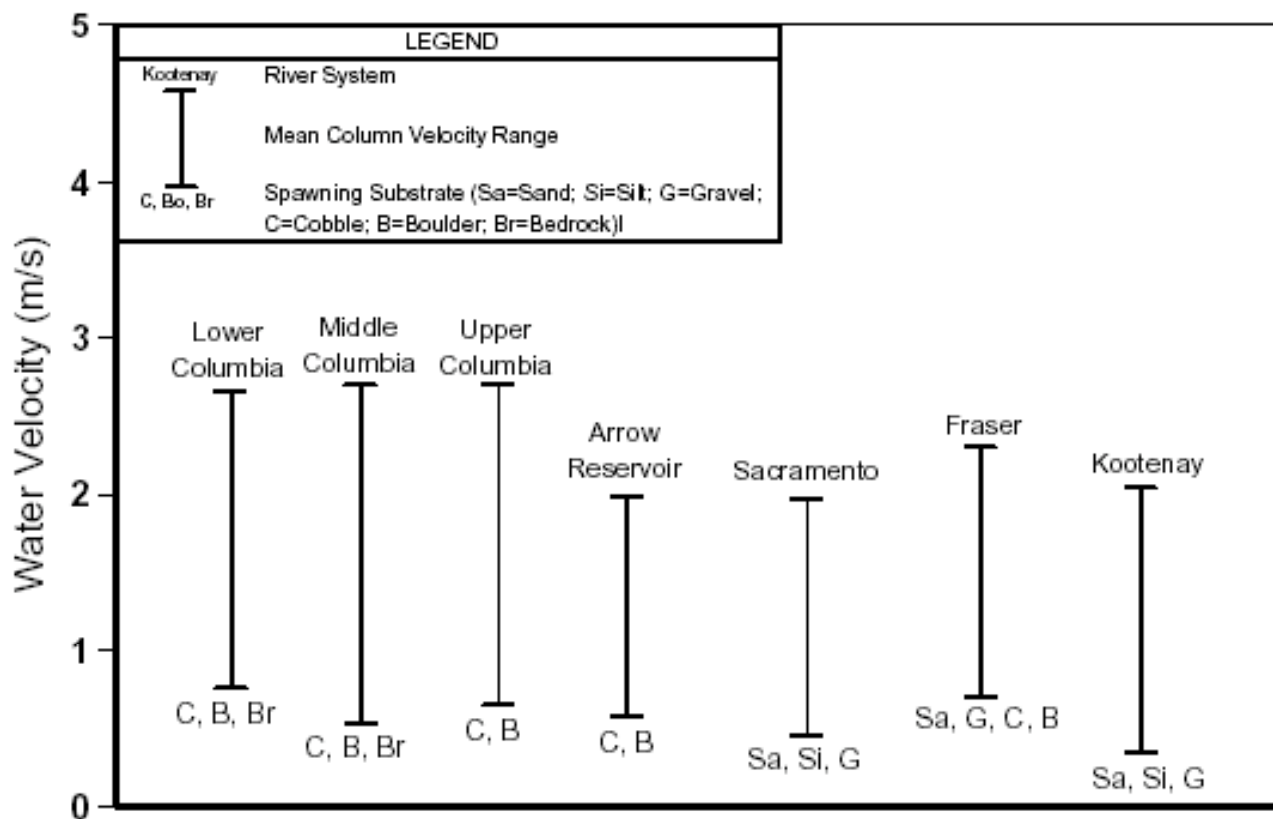 5
LEGEND
Kootenay
River System
Mean Column Velocity Range
C, Bo, Br
Spawning Substrate (Sa=Sand; Si=Silt; G=Gravel;
C=Cobble; B=Boulder; Br=Bedrock)l
4
Water Velocity (m/s)
3
Lower
Columbia
Middle
Columbia
Upper
Columbia
Arrow
Reservoir
Sacramento
Fraser
Kootenay
2
1
C, B, Br
C, B, Br
C, B
C, B
Sa, Si, G
Sa, G, C, B
Sa, Si, G
0